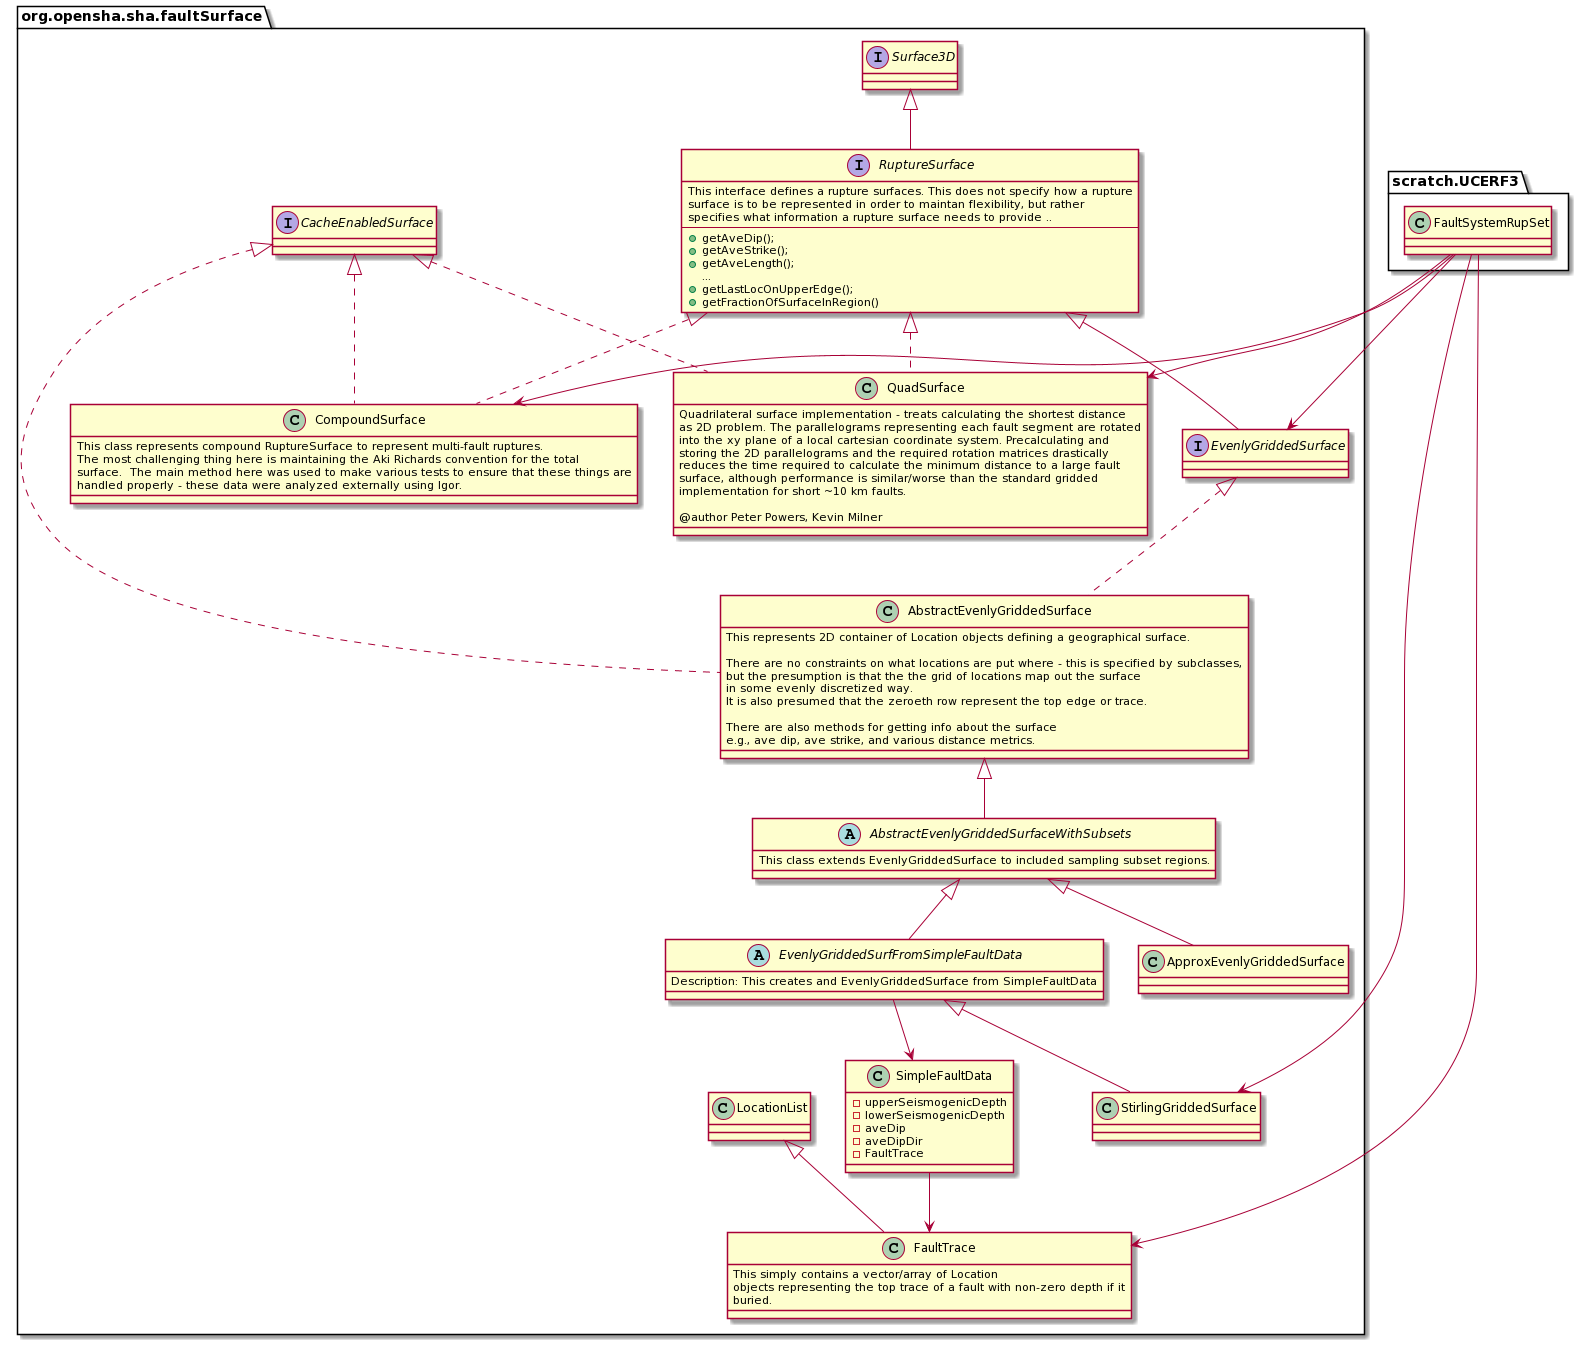 org.opensha.sha.faultSurface
I Surface3D
I RuptureSurface
This interface defines a rupture surfaces. This does not specify how a rupture
surface is to be represented in order to maintan flexibility, but rather
specifies what information a rupture surface needs to provide ..
getAveDip();
getAveStrike();
getAveLength();
...
getLastLocOnUpperEdge();
getFractionOfSurfaceInRegion()
scratch.UCERF3
C FaultSystemRupSet
I CacheEnabledSurface
C CompoundSurface
This class represents compound RuptureSurface to represent multi-fault ruptures.
The most challenging thing here is maintaining the Aki Richards convention for the total
surface.  The main method here was used to make various tests to ensure that these things are
handled properly - these data were analyzed externally using Igor.
C QuadSurface
Quadrilateral surface implementation - treats calculating the shortest distance
as 2D problem. The parallelograms representing each fault segment are rotated
into the xy plane of a local cartesian coordinate system. Precalculating and
storing the 2D parallelograms and the required rotation matrices drastically
reduces the time required to calculate the minimum distance to a large fault
surface, although performance is similar/worse than the standard gridded
implementation for short ~10 km faults.
@author Peter Powers, Kevin Milner
I EvenlyGriddedSurface
C AbstractEvenlyGriddedSurface
This represents 2D container of Location objects defining a geographical surface.
There are no constraints on what locations are put where - this is specified by subclasses,
but the presumption is that the the grid of locations map out the surface
in some evenly discretized way.
It is also presumed that the zeroeth row represent the top edge or trace.
There are also methods for getting info about the surface
e.g., ave dip, ave strike, and various distance metrics.
A AbstractEvenlyGriddedSurfaceWithSubsets
This class extends EvenlyGriddedSurface to included sampling subset regions.
A EvenlyGriddedSurfFromSimpleFaultData
Description: This creates and EvenlyGriddedSurface from SimpleFaultData
C ApproxEvenlyGriddedSurface
C SimpleFaultData
upperSeismogenicDepth
lowerSeismogenicDepth
aveDip
aveDipDir
FaultTrace
C LocationList
C StirlingGriddedSurface
C FaultTrace
This simply contains a vector/array of Location
objects representing the top trace of a fault with non-zero depth if it
buried.